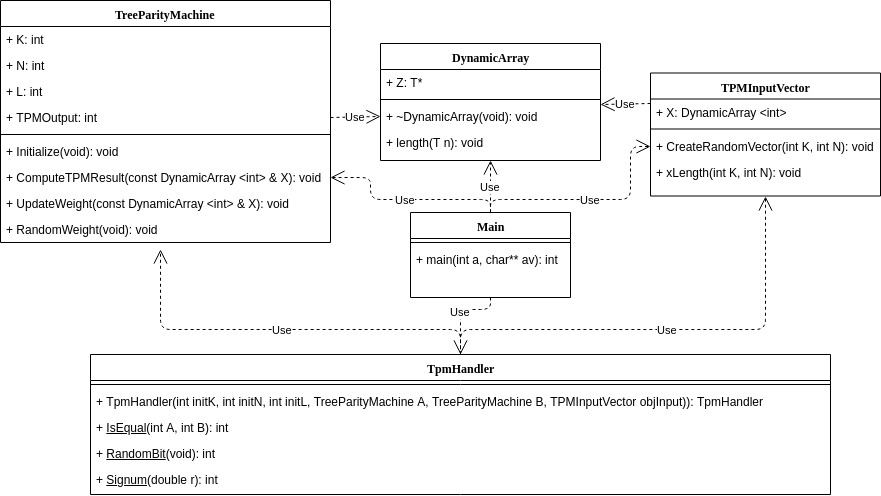 TreeParityMachine
+ K: int
+ N: int
+ L: int
+ TPMOutput: int
+ Initialize(void): void
+ ComputeTPMResult(const DynamicArray <int> & X): void
+ UpdateWeight(const DynamicArray <int> & X): void
+ RandomWeight(void): void
Use
DynamicArray
+ Z: T*
+ ~DynamicArray(void): void
+ length(T n): void
Use
TPMInputVector
+ X: DynamicArray <int>
+ CreateRandomVector(int K, int N): void
+ xLength(int K, int N): void
Use
Use
Use
Main
+ main(int a, char** av): int
Use
Use
Use
TpmHandler
+ TpmHandler(int initK, int initN, int initL, TreeParityMachine A, TreeParityMachine B, TPMInputVector objInput)): TpmHandler
+ IsEqual(int A, int B): int
+ RandomBit(void): int
+ Signum(double r): int